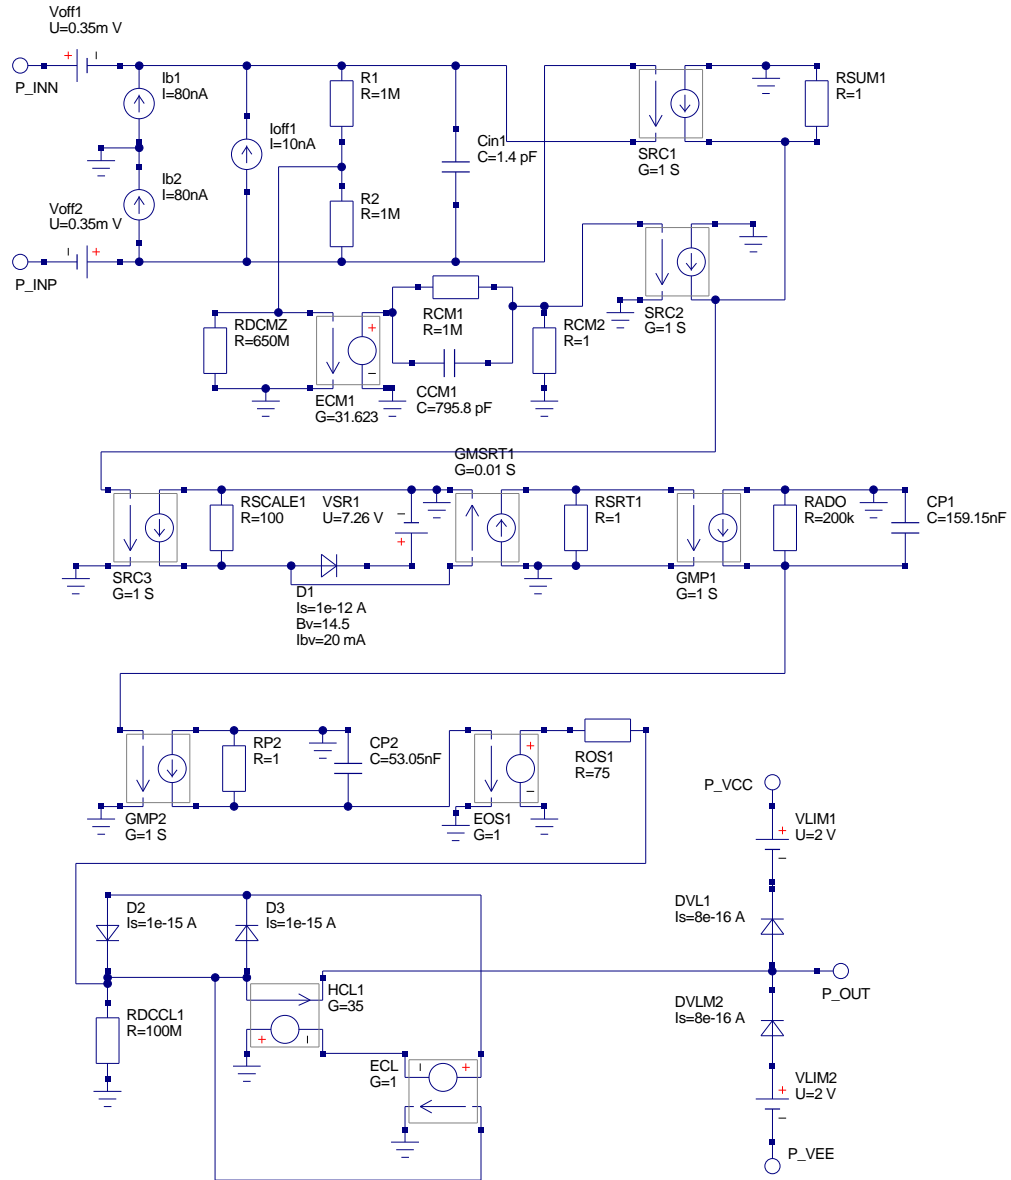 Voff1
U=0.35m V
P_INN
Ib1
I=80nA
Ioff1
I=10nA
R1
R=1M
Cin1
C=1.4 pF
SRC1
G=1 S
RSUM1
R=1
Ib2
I=80nA
R2
R=1M
Voff2
U=0.35m V
P_INP
SRC2
G=1 S
RDCMZ
R=650M
ECM1
G=31.623
RCM1
R=1M
CCM1
C=795.8 pF
RCM2
R=1
SRC3
G=1 S
RSCALE1
R=100
VSR1
U=7.26 V
D1
Is=1e-12 A
Bv=14.5
Ibv=20 mA
GMSRT1
G=0.01 S
RSRT1
R=1
GMP1
G=1 S
RADO
R=200k
CP1
C=159.15nF
GMP2
G=1 S
RP2
R=1
CP2
C=53.05nF
EOS1
G=1
ROS1
R=75
P_VCC
VLIM1
U=2 V
D2
Is=1e-15 A
D3
Is=1e-15 A
DVL1
Is=8e-16 A
HCL1
G=35
P_OUT
RDCCL1
R=100M
DVLM2
Is=8e-16 A
ECL
G=1
VLIM2
U=2 V
P_VEE